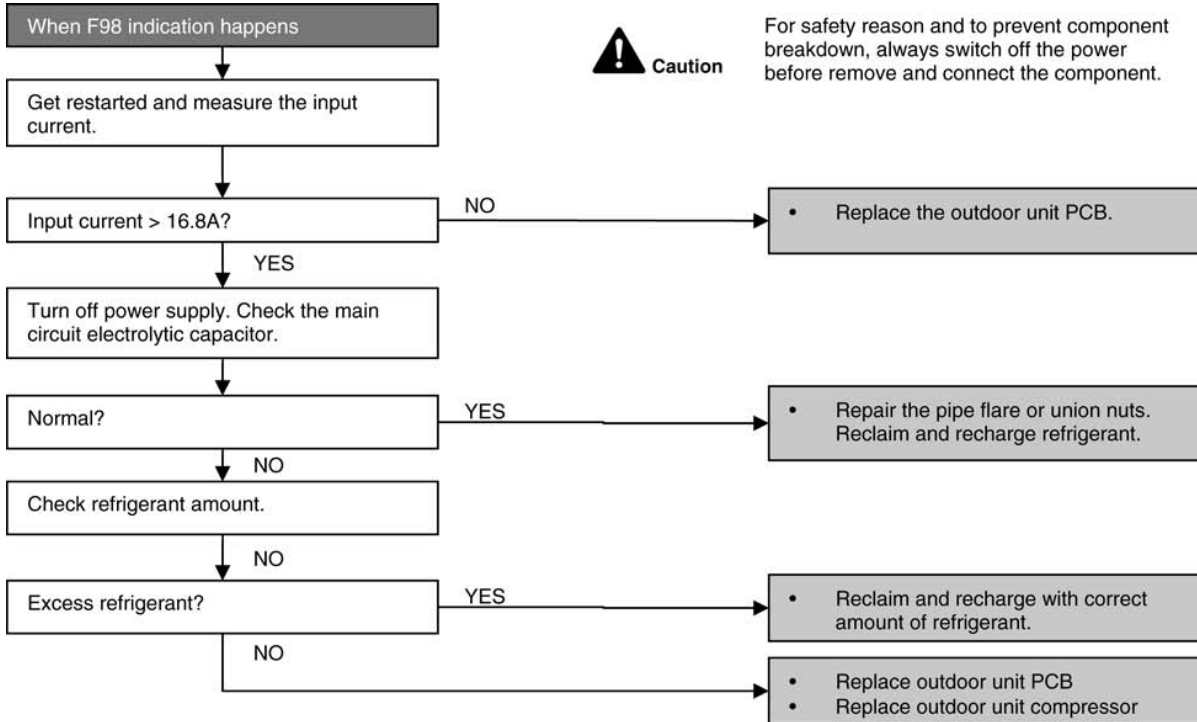 When F98 indication happens
Caution
For safety reason and to prevent component
breakdown, always switch off the power
before remove and connect the component.
Get restarted and measure the input
current.
Input current > 16.8A?
NO
• Replace the outdoor unit PCB.
YES
Turn off power supply. Check the main
circuit electrolytic capacitor.
Normal?
YES
• Repair the pipe flare or union nuts.
Reclaim and recharge refrigerant.
NO
Check refrigerant amount.
NO
Excess refrigerant?
YES
• Reclaim and recharge with correct
amount of refrigerant.
NO
• Replace outdoor unit PCB
• Replace outdoor unit compressor